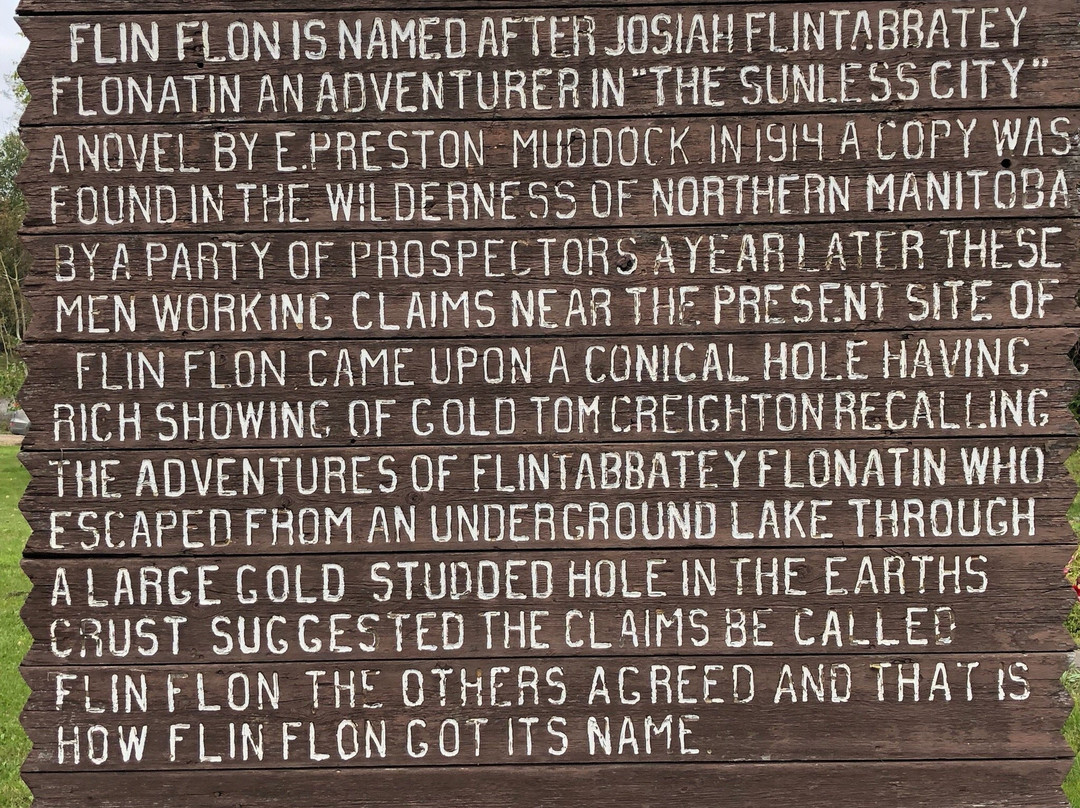 FLIN FLON IS NAMED AFTER JOSIAH FLINTABBATEY
FLONATIN AN ADVENTURER IN "THE SUNLESS CITY"
A NOVEL BY E.PRESTON MUDDOCK IN 1914 A COPY WAS
FOUND IN THE WILDERNESS OF NORTHERN MANITOBA
BY A PARTY OF PROSPECTORS A YEAR LATER THESE
MEN WORKING CLAIMS NEAR THE PRESENT SITE OF
FLIN FLON CAME UPON A CONICAL HOLE HAVING
RICH SHOWING OF GOLD TOM CREIGHTON RECALLING
THE ADVENTURES OF FLINTABBATEY FLONATIN WHO
ESCAPED FROM AN UNDERGROUND LAKE THROUGH
A LARGE GOLD STUDDED HOLE IN THE EARTHS
CRUST SUGGESTED THE CLAIMS BE CALLED
FLIN FLON THE OTHERS AGREED AND THAT IS
HOW FLIN FLON GOT ITS NAME.